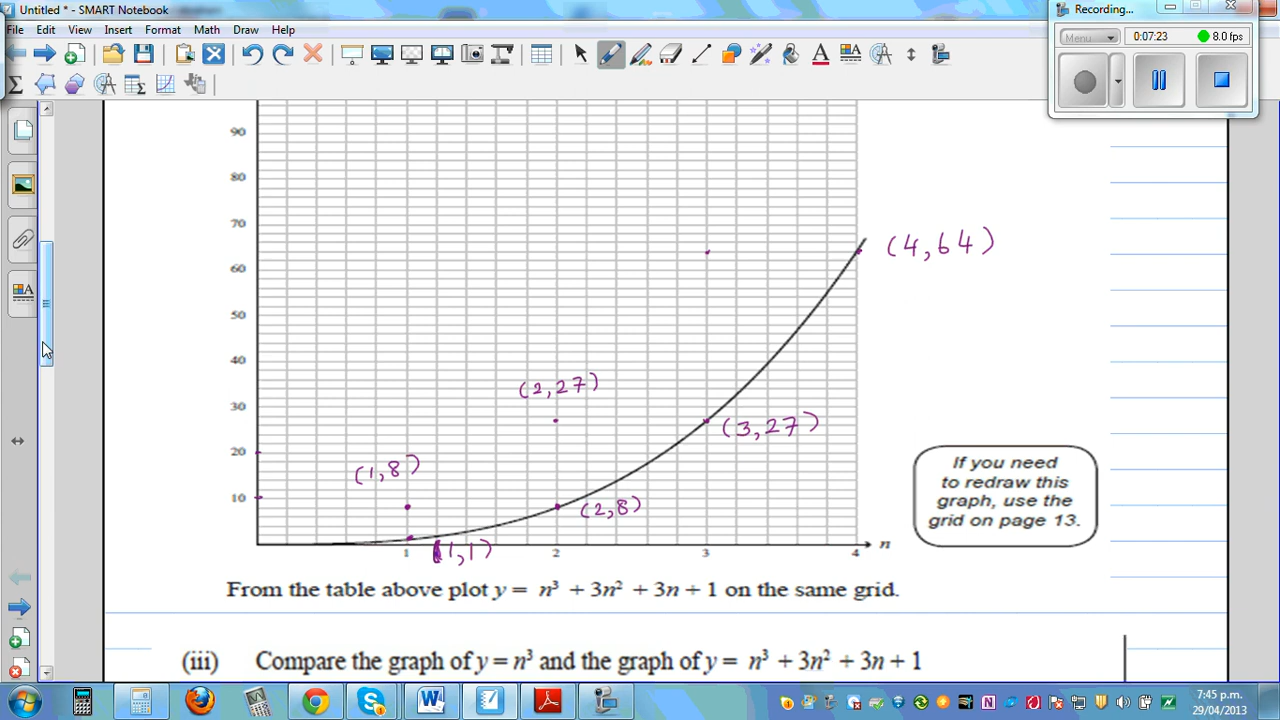 Untitled * - SMART Notebook
Recording...
File Edit View Insert Format Math Draw Help
Menu
0:07:23
8.0 fps
90
80
70
60
50
40
30
20
10
(4,64)
(2,27)
(3,27)
(1,8)
(2,8)
(1,1)
1
2
3
4
n
If you need
to redraw this
graph, use the
grid on page 13.
From the table above plot y = n³ + 3n² + 3n + 1 on the same grid.
(iii) Compare the graph of y = n³ and the graph of y = n³ + 3n² + 3n + 1
7:45 p.m.
29/04/2013